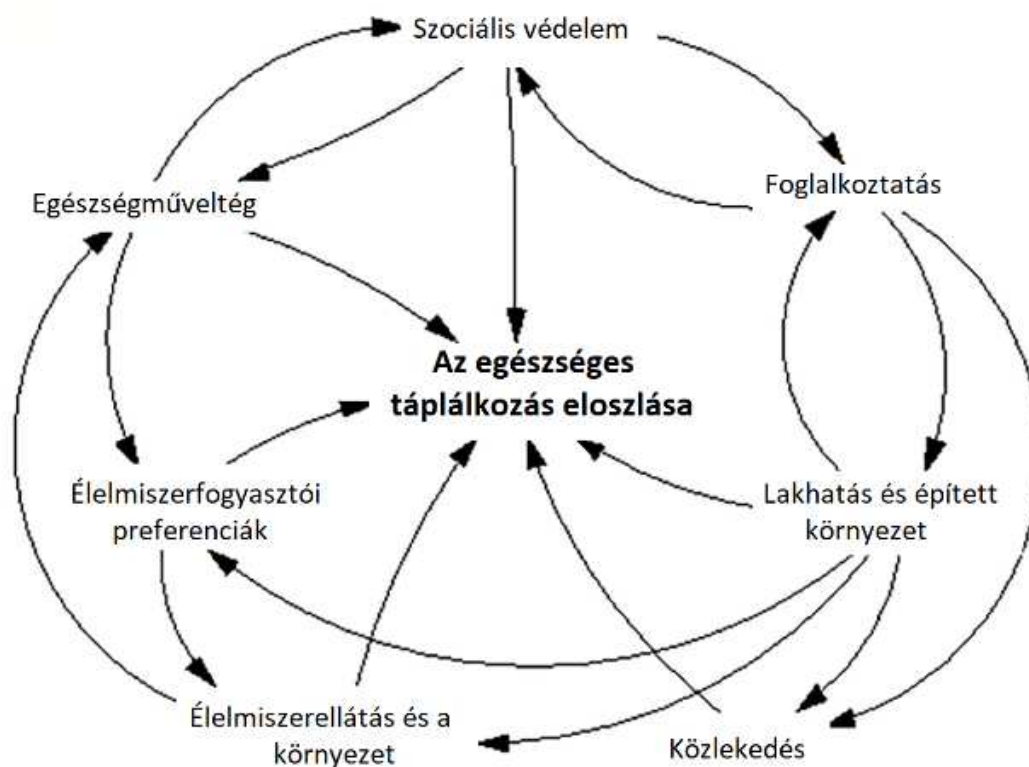 Szociális védelem
Egészségműveltég
Foglalkoztatás
Az egészséges
táplálkozás eloszlása
Élelmiszerfogyasztói
preferenciák
Lakhatás és épített
környezet
Élelmiszerellátás és a
környezet
Közlekedés